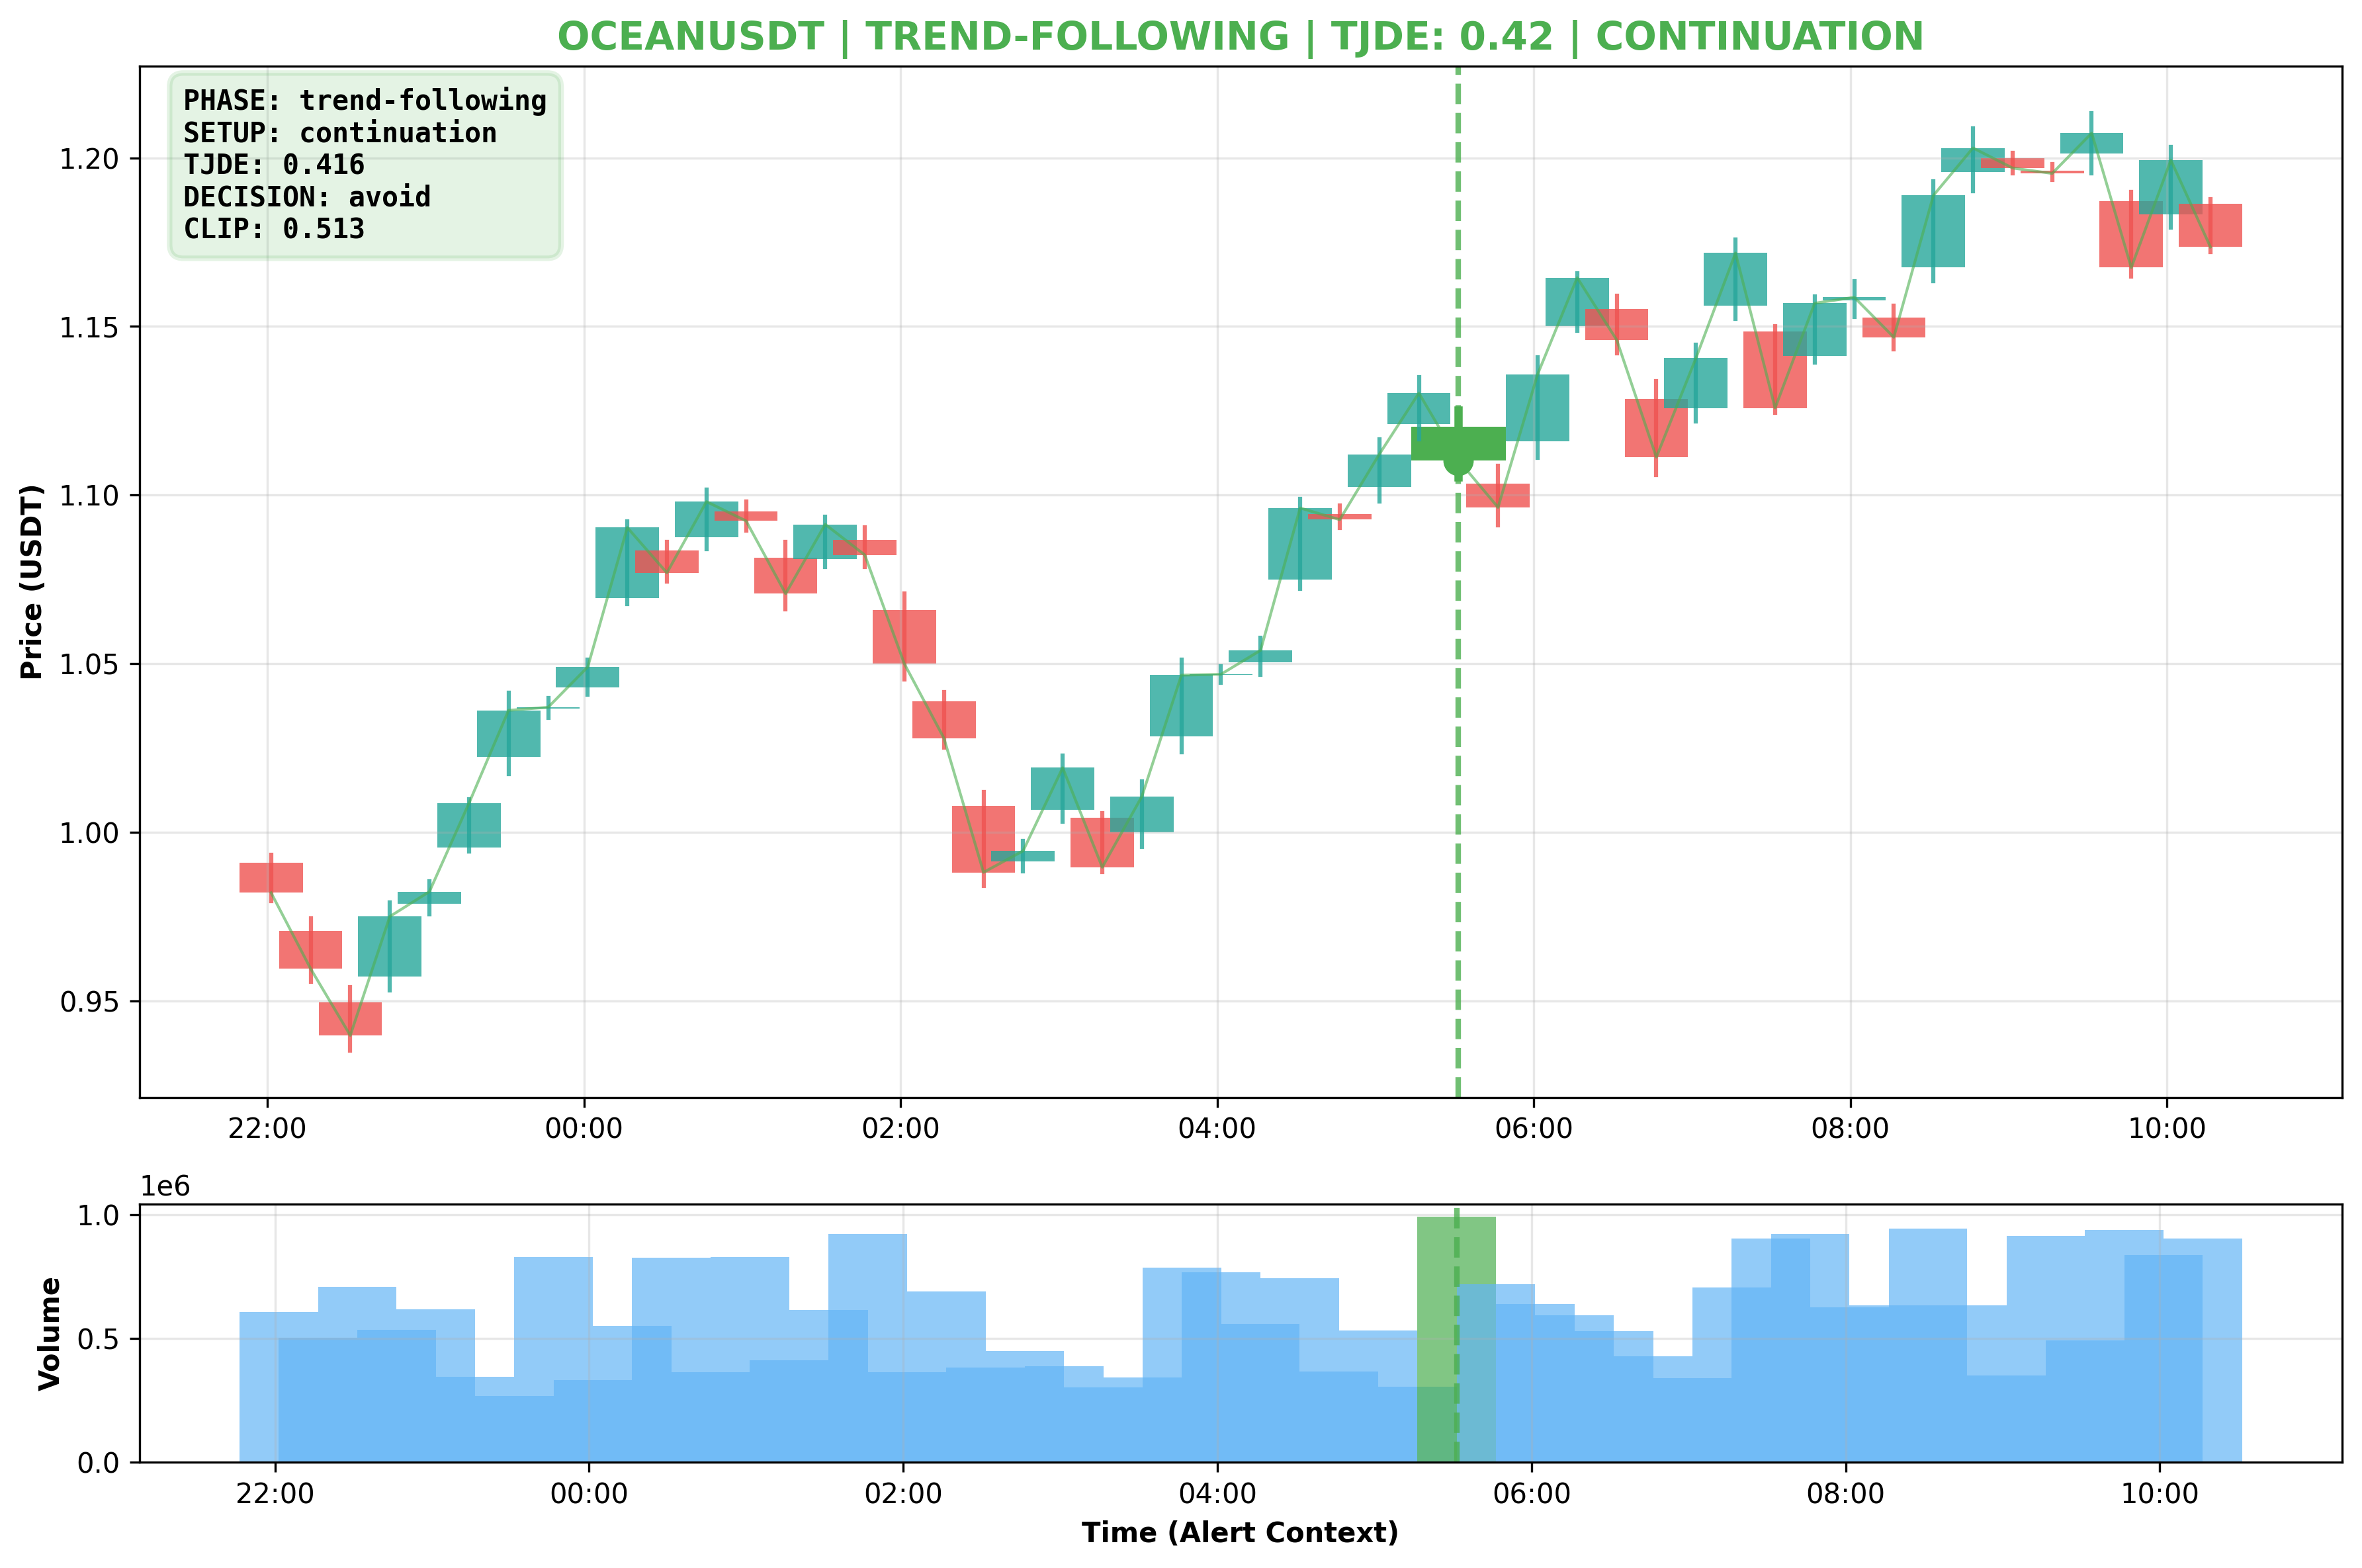 OCEANUSDT | TREND-FOLLOWING | TJDE: 0.42 | CONTINUATION
PHASE: trend-following
SETUP: continuation
TJDE: 0.416
DECISION: avoid
CLIP: 0.513
Price (USDT)
1.20
1.15
1.10
1.05
1.00
0.95
22:00 00:00 02:00 04:00 06:00 08:00 10:00
1e6
Volume
1.0
0.5
0.0
22:00 00:00 02:00 04:00 06:00 08:00 10:00
Time (Alert Context)